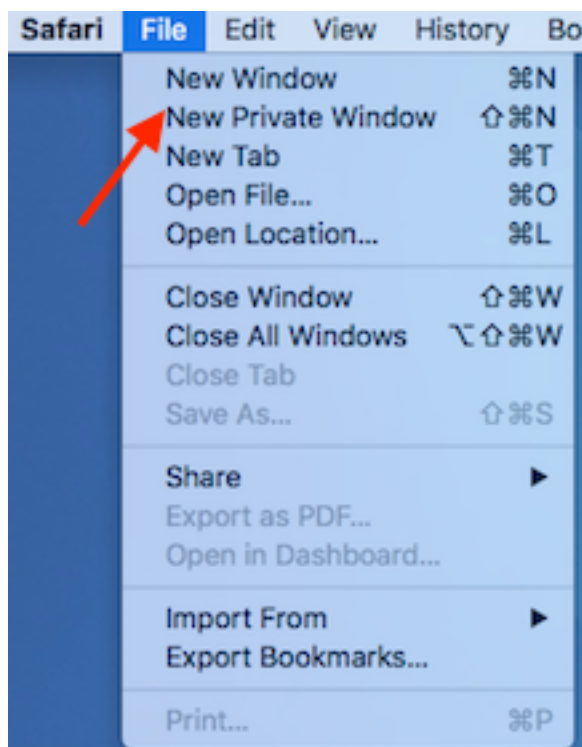 Safari File Edit View History Bo
New Window ⌘N
New Private Window ⇧⌘N
New Tab ⌘T
Open File... ⌘O
Open Location... ⌘L
Close Window ⇧⌘W
Close All Windows ⌥⇧⌘W
Close Tab
Save As... ⇧⌘S
Share ▶
Export as PDF...
Open in Dashboard...
Import From ▶
Export Bookmarks...
Print... ⌘P